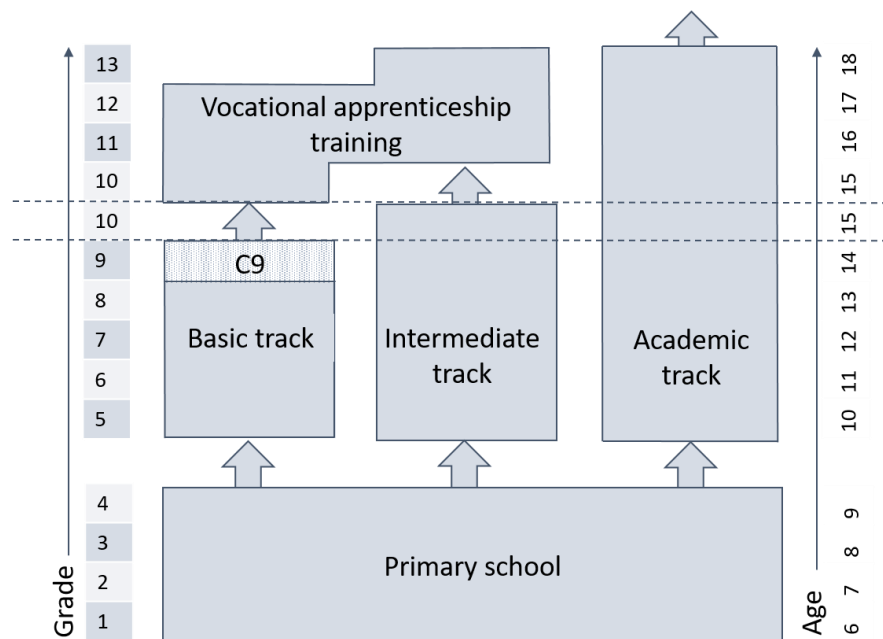 13
12
11
10
10
9
8
7
6
5
4
3
2
1
Grade
Vocational apprenticeship
training
C9
Basic track
Intermediate
track
Academic
track
Primary school
18
17
16
15
15
14
13
12
11
10
9
8
7
6
Age